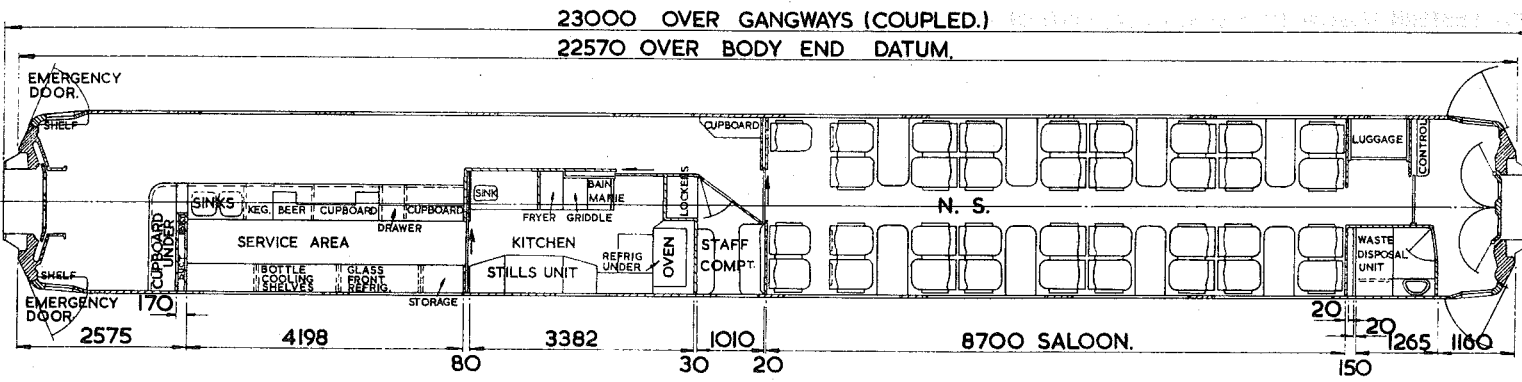 23000 OVER GANGWAYS (COUPLED.)
22570 OVER BODY END DATUM.
EMERGENCY
DOOR.
SHELF
CUPBOARD
LUGGAGE
CONTROL
SINK
BAIN
MARIE
LOCKERS
SINKS
KEG.
BEER
CUPBOARD
CUPBOARD
DRAWER
FRYER
GRIDDLE
N. S.
CUPBOARD
UNDER
SERVICE AREA
KITCHEN
REFRIG
UNDER
OVEN
STAFF
COMPT.
WASTE
DISPOSAL
UNIT
SHELF
BOTTLE
COOLING
SHELVES
GLASS
FRONT
REFRIG.
STILLS UNIT
STORAGE
EMERGENCY
DOOR.
170
20
20
2575
4198
3382
1010
8700 SALOON.
1265
1160
80
30
20
150